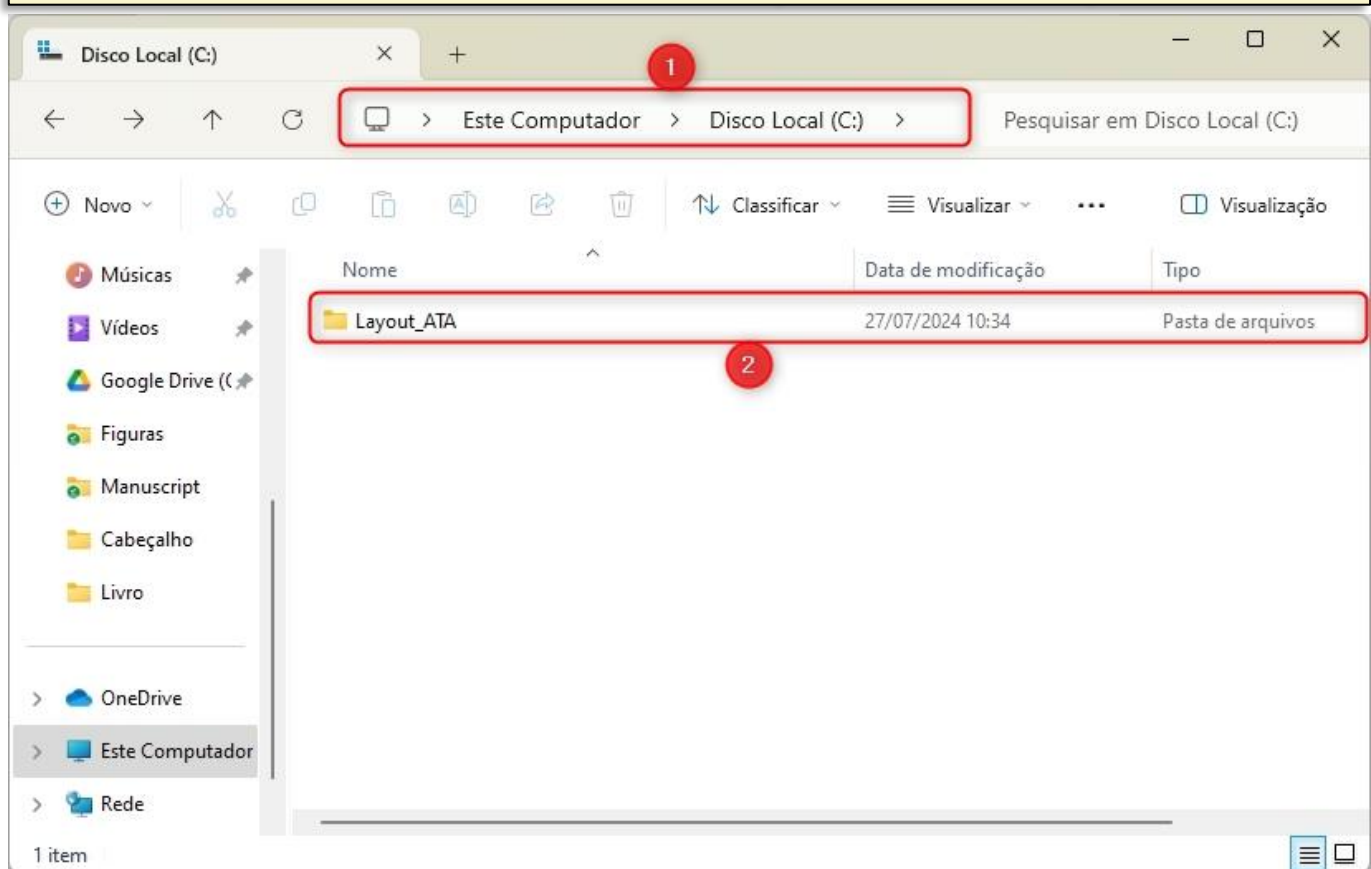 Disco Local (C:)
1
Este Computador > Disco Local (C:) > Pesquisar em Disco Local (C:)
Novo Classificar Visualizar ... Visualização
Músicas
Vídeos
Google Drive ((
Figuras
Manuscript
Cabeçalho
Livro
OneDrive
Este Computador
Rede
Nome Data de modificação Tipo
Layout_ATA 27/07/2024 10:34 Pasta de arquivos
2
1 item